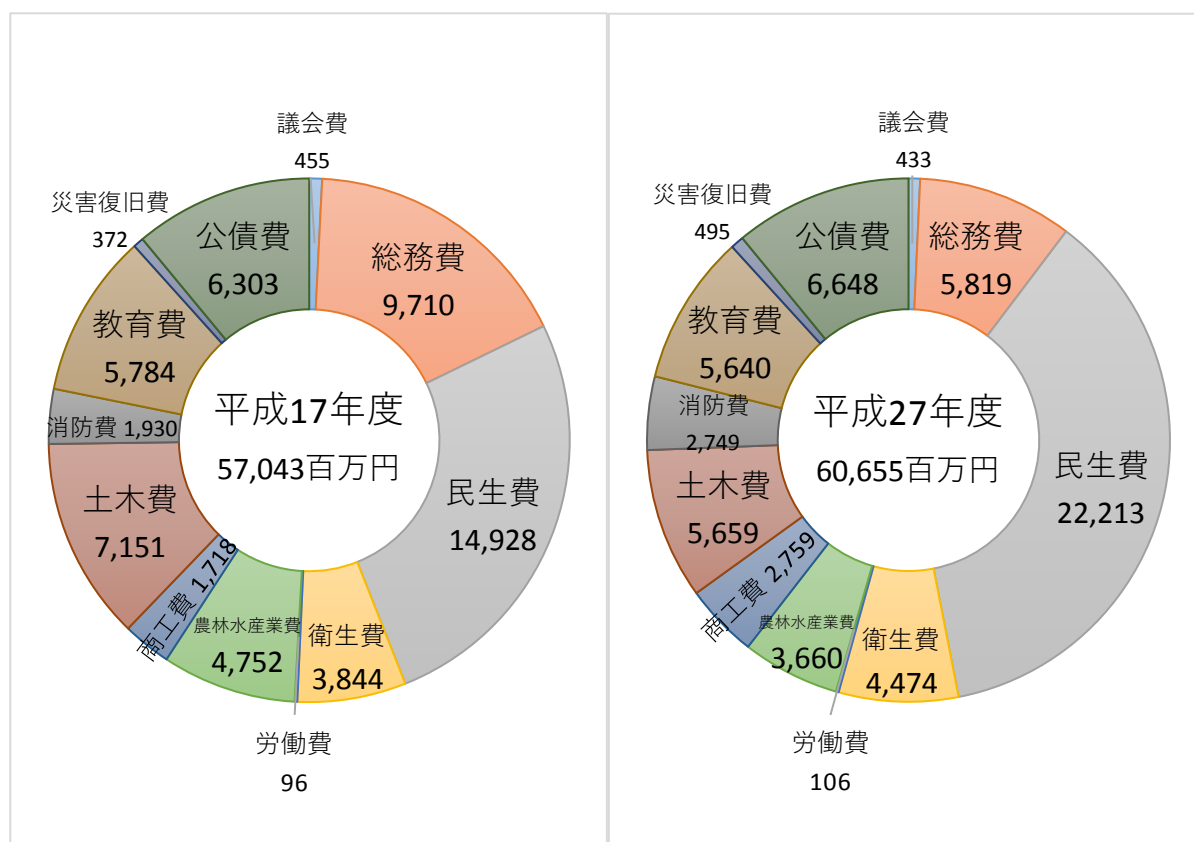 議会費
455
総務費
9,710
民生費
14,928
衛生費
3,844
労働費
96
農林水産業費
4,752
商工費 1,718
土木費
7,151
消防費 1,930
教育費
5,784
災害復旧費
372
公債費
6,303
平成17年度
57,043百万円
議会費
433
総務費
5,819
民生費
22,213
衛生費
4,474
労働費
106
農林水産業費
3,660
商工費 2,759
土木費
5,659
消防費
2,749
教育費
5,640
災害復旧費
495
公債費
6,648
平成27年度
60,655百万円